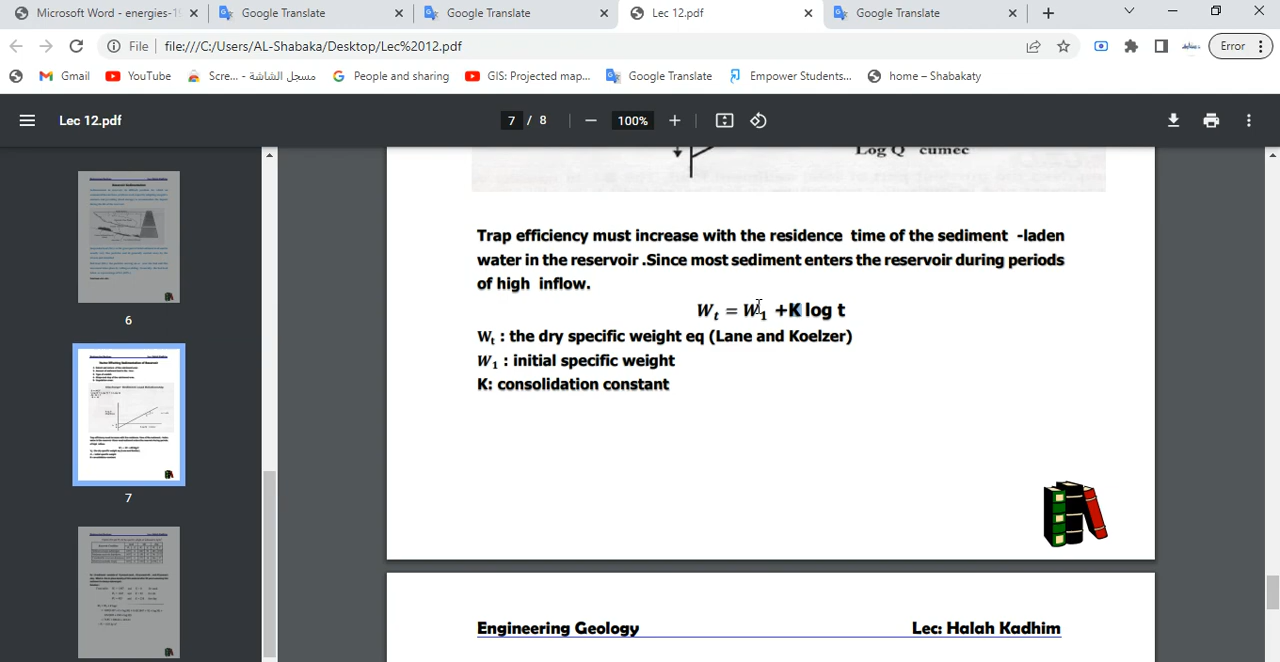 Microsoft Word - energies-1
Google Translate
Google Translate
Lec 12.pdf
Google Translate
File file:///C:/Users/AL-Shabaka/Desktop/Lec%2012.pdf
Error
Gmail
YouTube
Scre... - مسجل الشاشة
People and sharing
GIS: Projected map...
Google Translate
Empower Students...
home – Shabakaty
Lec 12.pdf
7 / 8
100%
6
7
Log Q cumec
Trap efficiency must increase with the residence time of the sediment -laden
water in the reservoir .Since most sediment enters the reservoir during periods
of high inflow.
Wt = W1 +K log t
Wt : the dry specific weight eq (Lane and Koelzer)
W1 : initial specific weight
K: consolidation constant
Engineering Geology Lec: Halah Kadhim